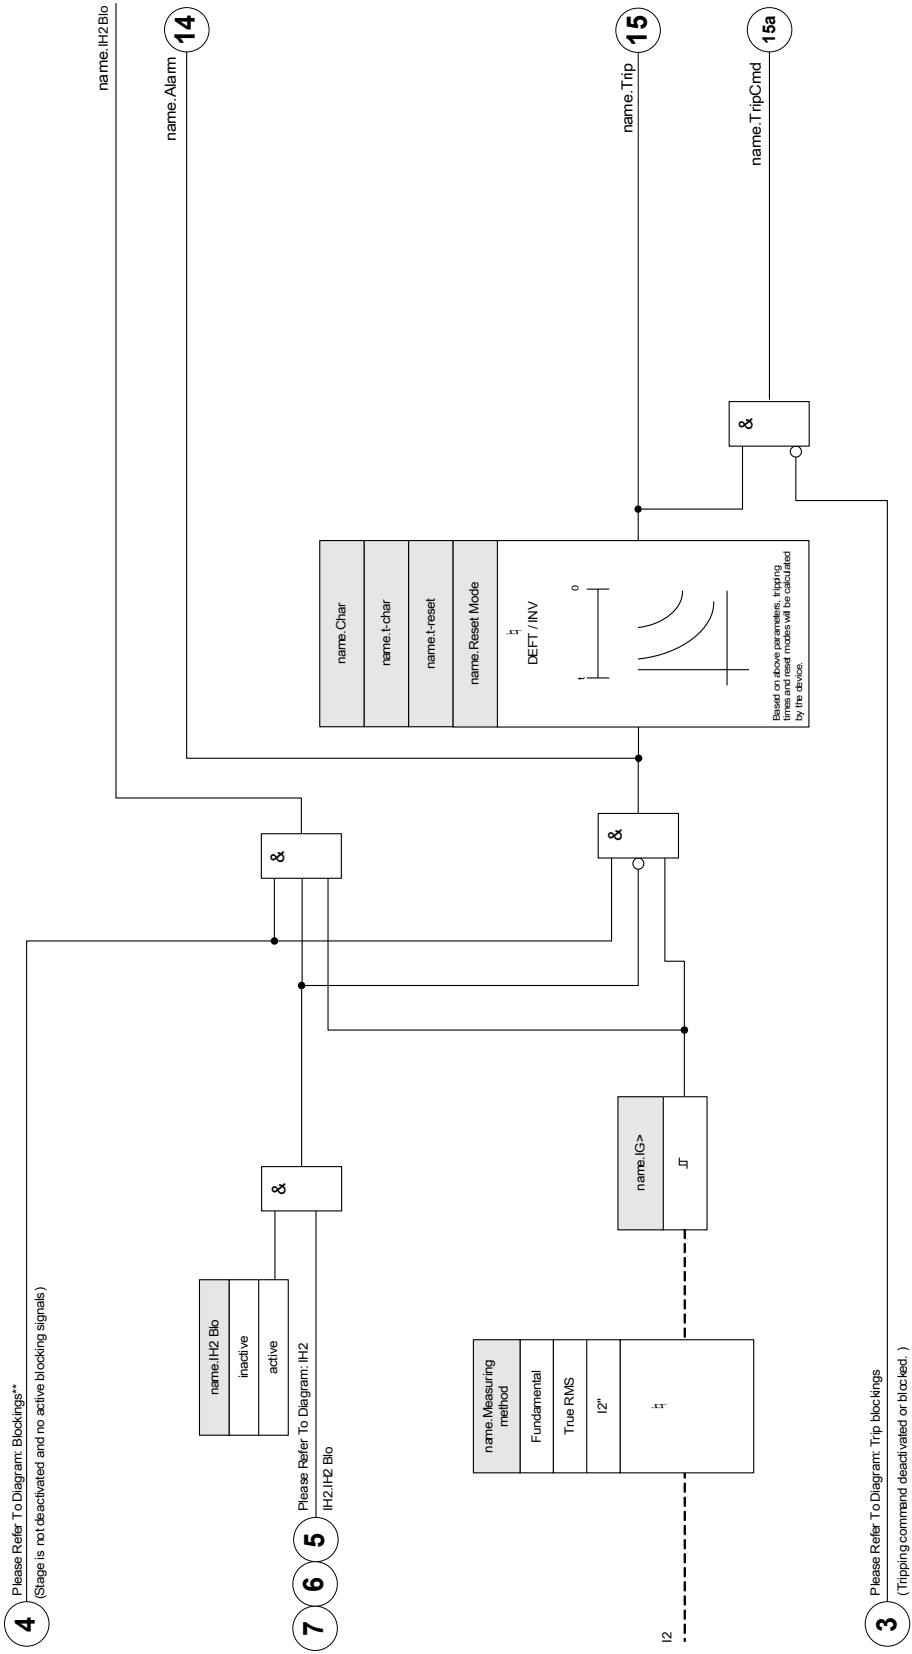 4
Please Refer To Diagram: Blockings**
(Stage is not deactivated and no active blocking signals)
name.IH2 Blo
inactive
active
7
6
5
Please Refer To Diagram: IH2
IH2.IH2 Blo
&
&
name.IH2Blo
name.Alarm
14
I2
name.Measuring
method
Fundamental
True RMS
I2"
name.IG>
&
name.Char
name.t-char
name.t-reset
name.Reset Mode
DEFT / INV
t
0
Based on above parameters, tripping
times and reset modes will be calculated
by the device.
name.Trip
15
&
name.TripCmd
15a
3
Please Refer To Diagram: Trip blockings
(Tripping command deactivated or blocked. )